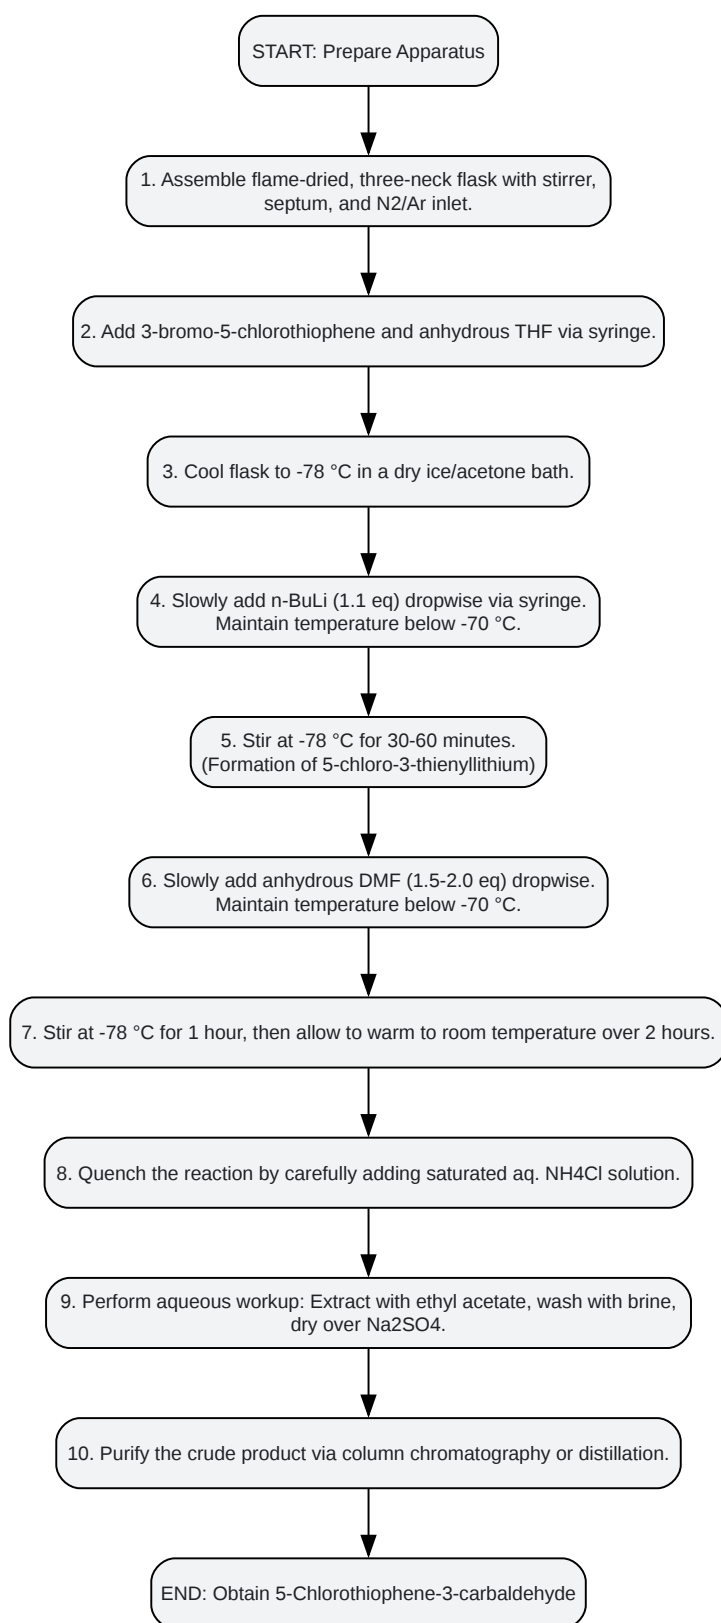 START: Prepare Apparatus
1. Assemble flame-dried, three-neck flask with stirrer,
septum, and N2/Ar inlet.
2. Add 3-bromo-5-chlorothiophene and anhydrous THF via syringe.
3. Cool flask to -78 °C in a dry ice/acetone bath.
4. Slowly add n-BuLi (1.1 eq) dropwise via syringe.
Maintain temperature below -70 °C.
5. Stir at -78 °C for 30-60 minutes.
(Formation of 5-chloro-3-thienyllithium)
6. Slowly add anhydrous DMF (1.5-2.0 eq) dropwise.
Maintain temperature below -70 °C.
7. Stir at -78 °C for 1 hour, then allow to warm to room temperature over 2 hours.
8. Quench the reaction by carefully adding saturated aq. NH4Cl solution.
9. Perform aqueous workup: Extract with ethyl acetate, wash with brine,
dry over Na2SO4.
10. Purify the crude product via column chromatography or distillation.
END: Obtain 5-Chlorothiophene-3-carbaldehyde